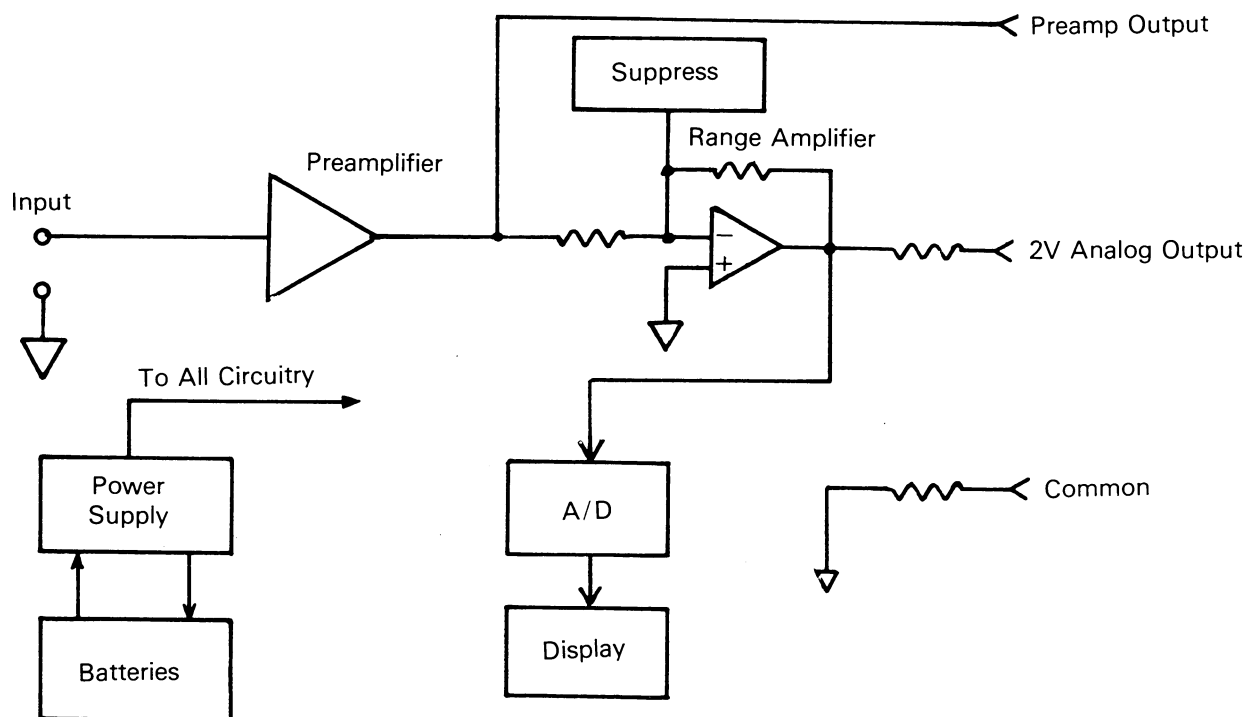 Preamp Output
Suppress
Range Amplifier
Preamplifier
Input
−
+
2V Analog Output
To All Circuitry
Power
Supply
A/D
Common
Batteries
Display